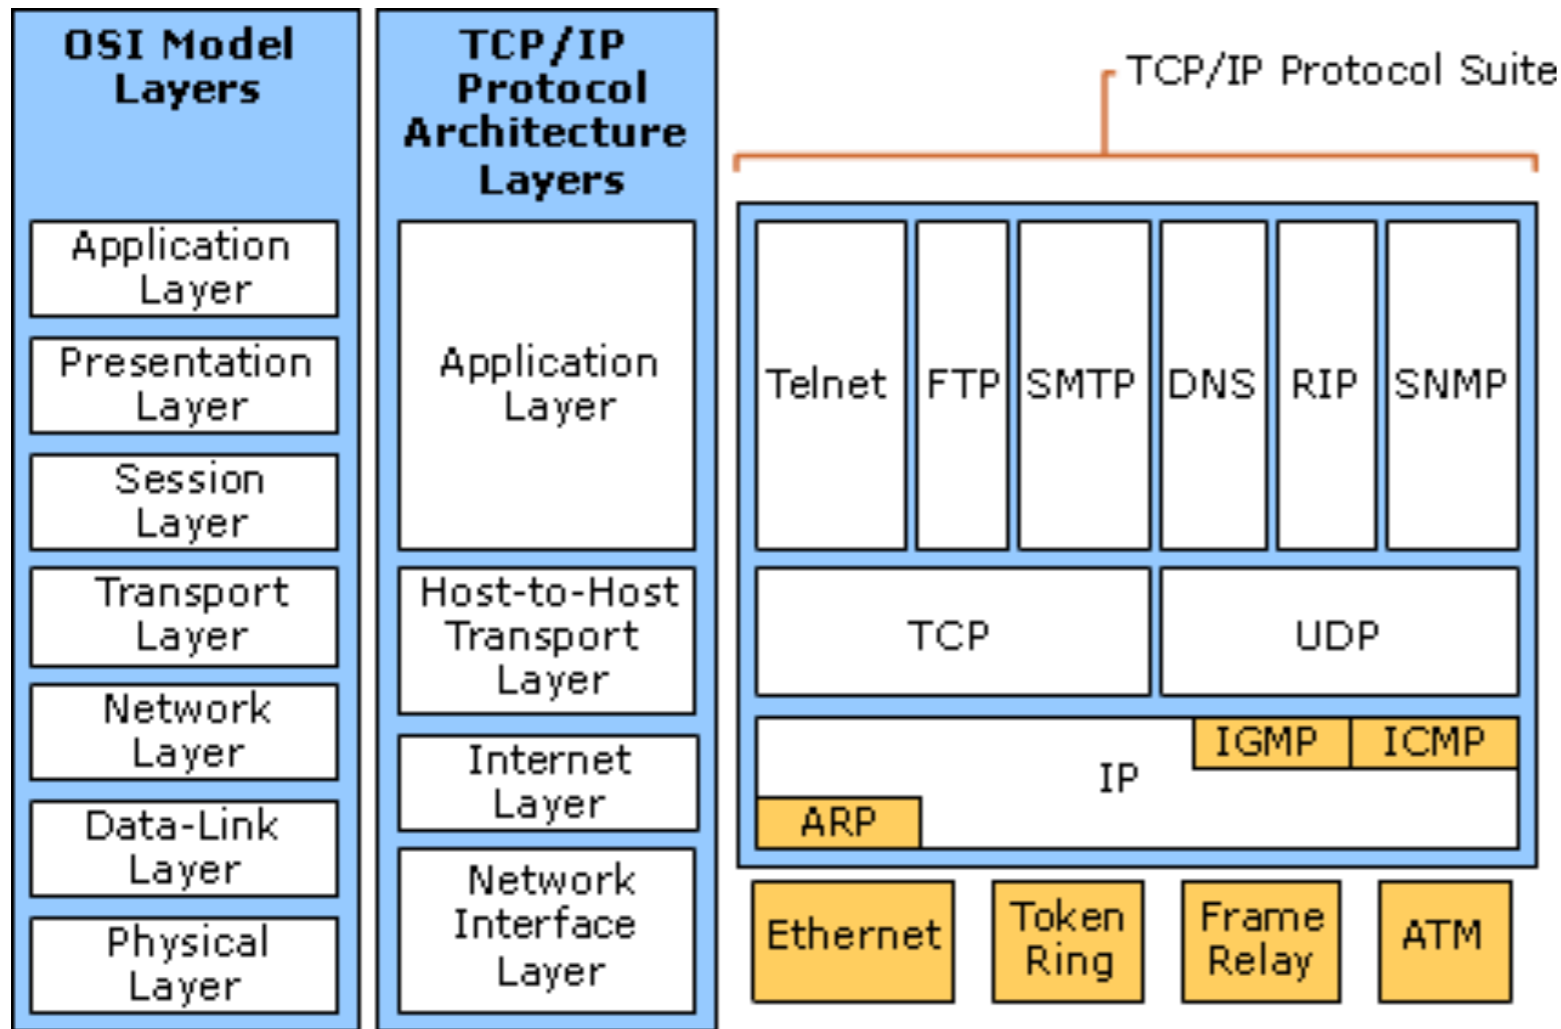 OSI Model
Layers
Application
Layer
Presentation
Layer
Session
Layer
Transport
Layer
Network
Layer
Data-Link
Layer
Physical
Layer
TCP/IP
Protocol
Architecture
Layers
Application
Layer
Host-to-Host
Transport
Layer
Internet
Layer
Network
Interface
Layer
TCP/IP Protocol Suite
Telnet
FTP
SMTP
DNS
RIP
SNMP
TCP
UDP
IP
IGMP
ICMP
ARP
Ethernet
Token
Ring
Frame
Relay
ATM